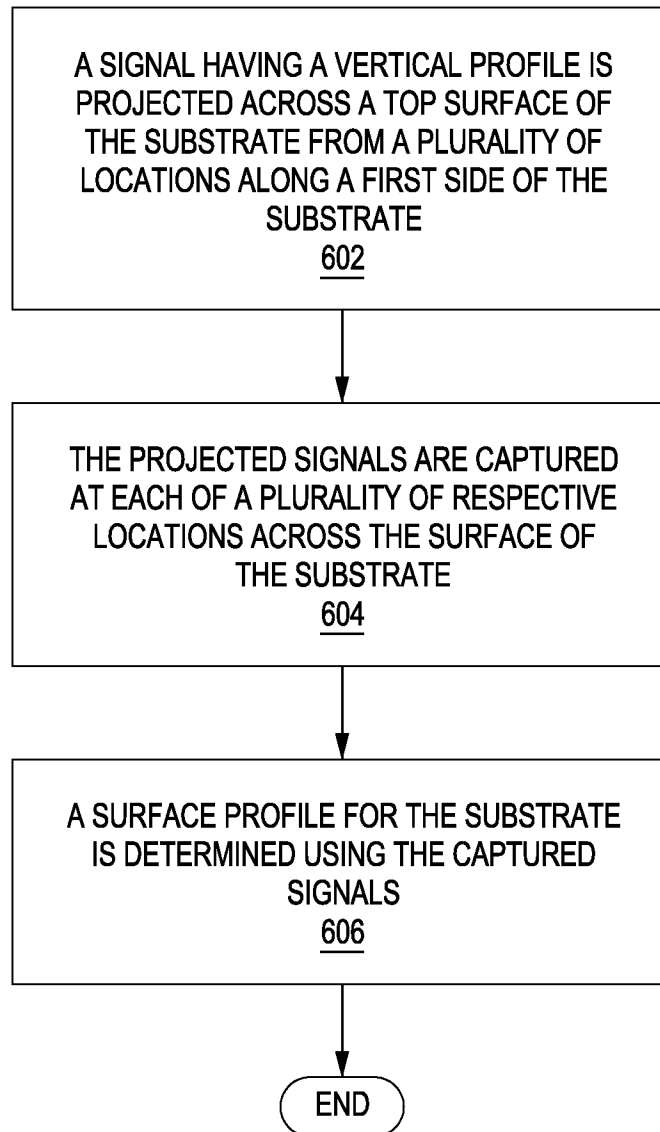 A SIGNAL HAVING A VERTICAL PROFILE IS
PROJECTED ACROSS A TOP SURFACE OF
THE SUBSTRATE FROM A PLURALITY OF
LOCATIONS ALONG A FIRST SIDE OF THE
SUBSTRATE
602
THE PROJECTED SIGNALS ARE CAPTURED
AT EACH OF A PLURALITY OF RESPECTIVE
LOCATIONS ACROSS THE SURFACE OF
THE SUBSTRATE
604
A SURFACE PROFILE FOR THE SUBSTRATE
IS DETERMINED USING THE CAPTURED
SIGNALS
606
END